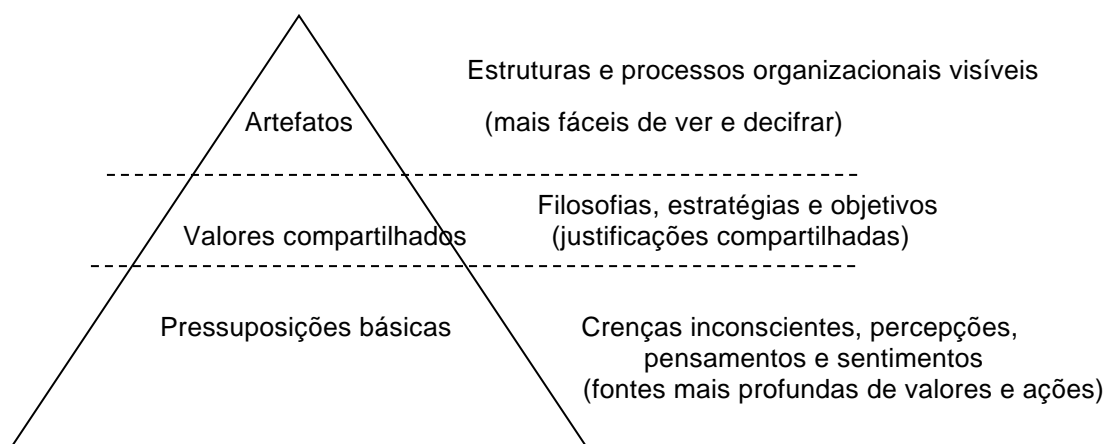 Estruturas e processos organizacionais visíveis
Artefatos
(mais fáceis de ver e decifrar)
Filosofias, estratégias e objetivos
Valores compartilhados
(justificações compartilhadas)
Pressuposições básicas
Crenças inconscientes, percepções,
pensamentos e sentimentos
(fontes mais profundas de valores e ações)